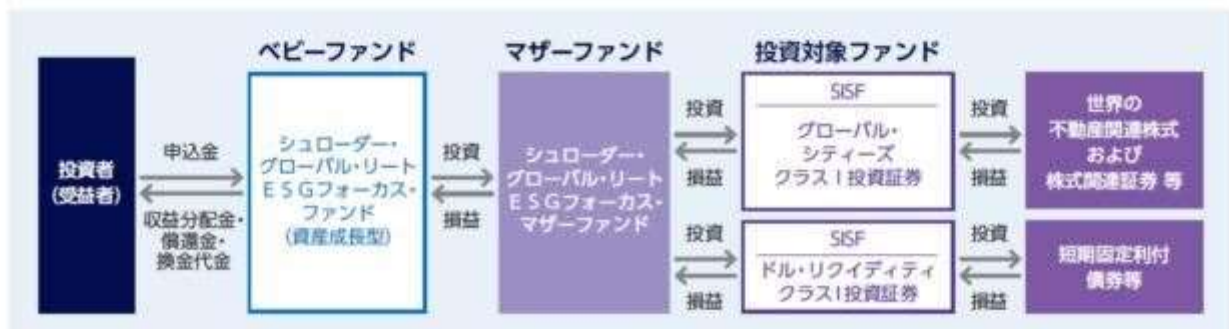 ベビーファンド
マザーファンド
投資対象ファンド
投資者
(受益者)
申込金
収益分配金・
償還金・
換金代金
シュローダー・
グローバル・リート
ESGフォーカス・
ファンド
(資産成長型)
投資
損益
シュローダー・
グローバル・リート
ESGフォーカス・
マザーファンド
投資
損益
SISF
グローバル・
シティーズ
クラスI投資証券
投資
損益
世界の
不動産関連株式
および
株式関連証券 等
投資
損益
SISF
ドル・リクイディティ
クラスI投資証券
投資
損益
短期固定利付
債券等